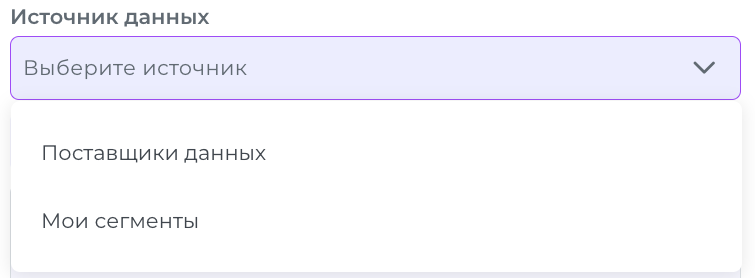 Источник данных
Выберите источник
Поставщики данных
Мои сегменты